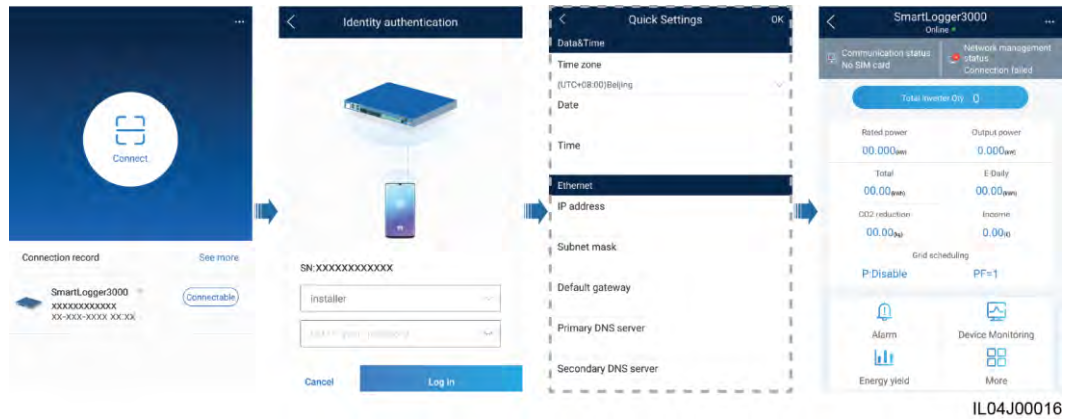 ...
Connect
Connection record
See more
SmartLogger3000
XXXXXXXXXXXX
XX-XXX-XXXX XX:XX
Connectable
Identity authentication
SN:XXXXXXXXXXXX
installer
Cancel
Log in
Quick Settings
OK
Data&Time
Time zone
(UTC+08:00)Beijing
Date
Time
Ethernet
IP address
Subnet mask
Default gateway
Primary DNS server
Secondary DNS server
SmartLogger3000
...
Online
Communication status
No SIM card
Network management
status
Connection failed
Total Inverter Qty 0
Rated power
Output power
00.000(kW)
0.000(kW)
Total
E-Daily
00.00(kWh)
00.00(kWh)
CO2 reduction
Income
00.00(kg)
0.00(€)
Grid scheduling
P:Disable
PF=1
Alarm
Device Monitoring
Energy yield
More
IL04J00016